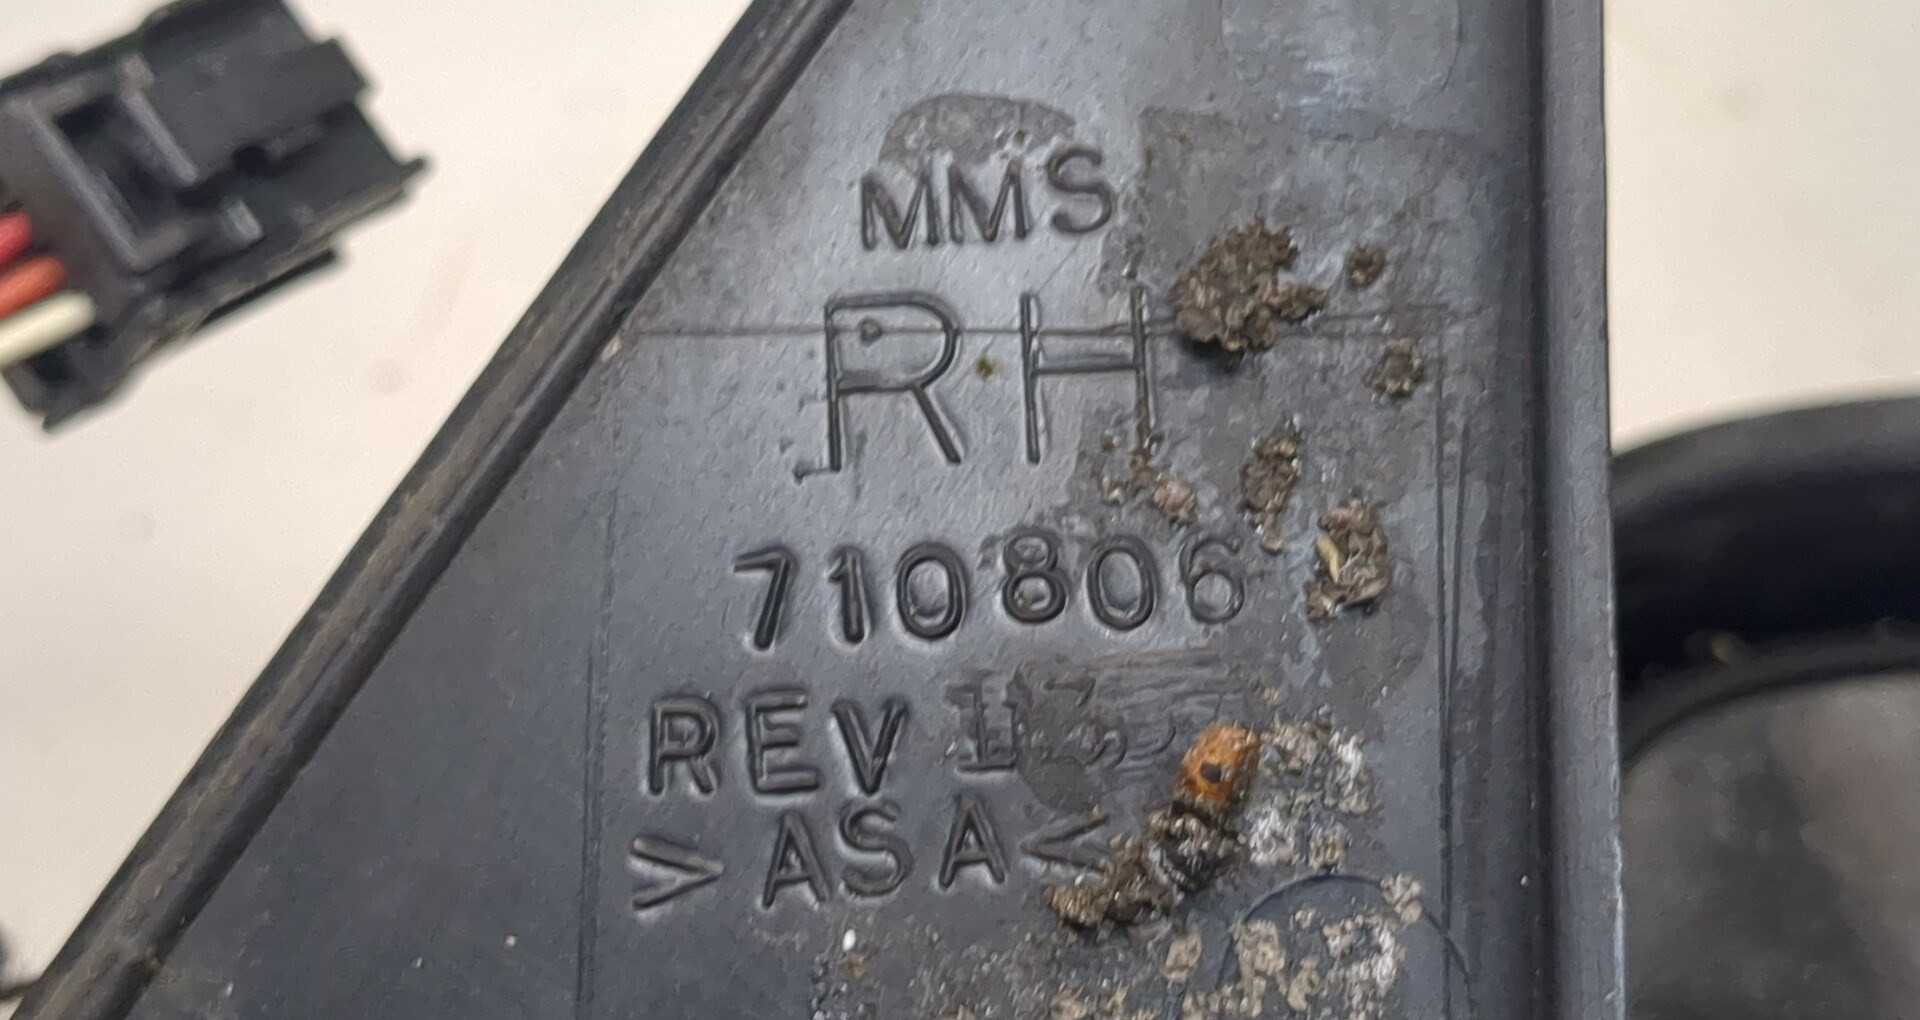 MMS
RH
710806
REV
>ASA<